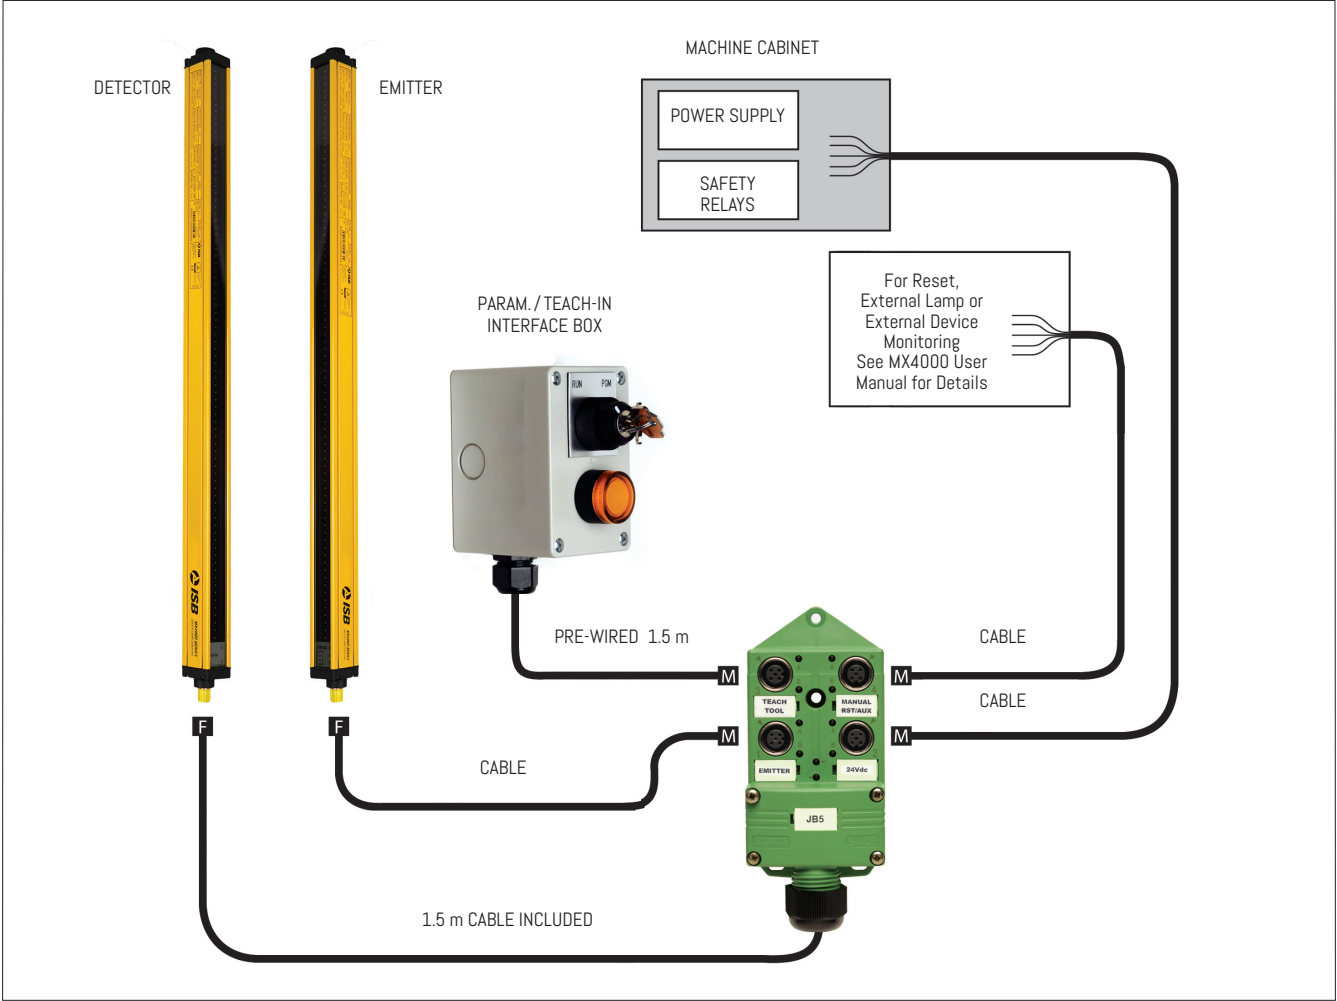 MACHINE CABINET
DETECTOR
EMITTER
POWER SUPPLY
SAFETY
RELAYS
For Reset,
External Lamp or
External Device
Monitoring
See MX4000 User
Manual for Details
PARAM. / TEACH-IN
INTERFACE BOX
RUN PGM
ISB
ISB
PRE-WIRED 1.5 m
CABLE
M
M
TEACH
TOOL
MANUAL
RST/AUX
CABLE
F
F
M
M
CABLE
EMITTER
24Vdc
JB5
1.5 m CABLE INCLUDED